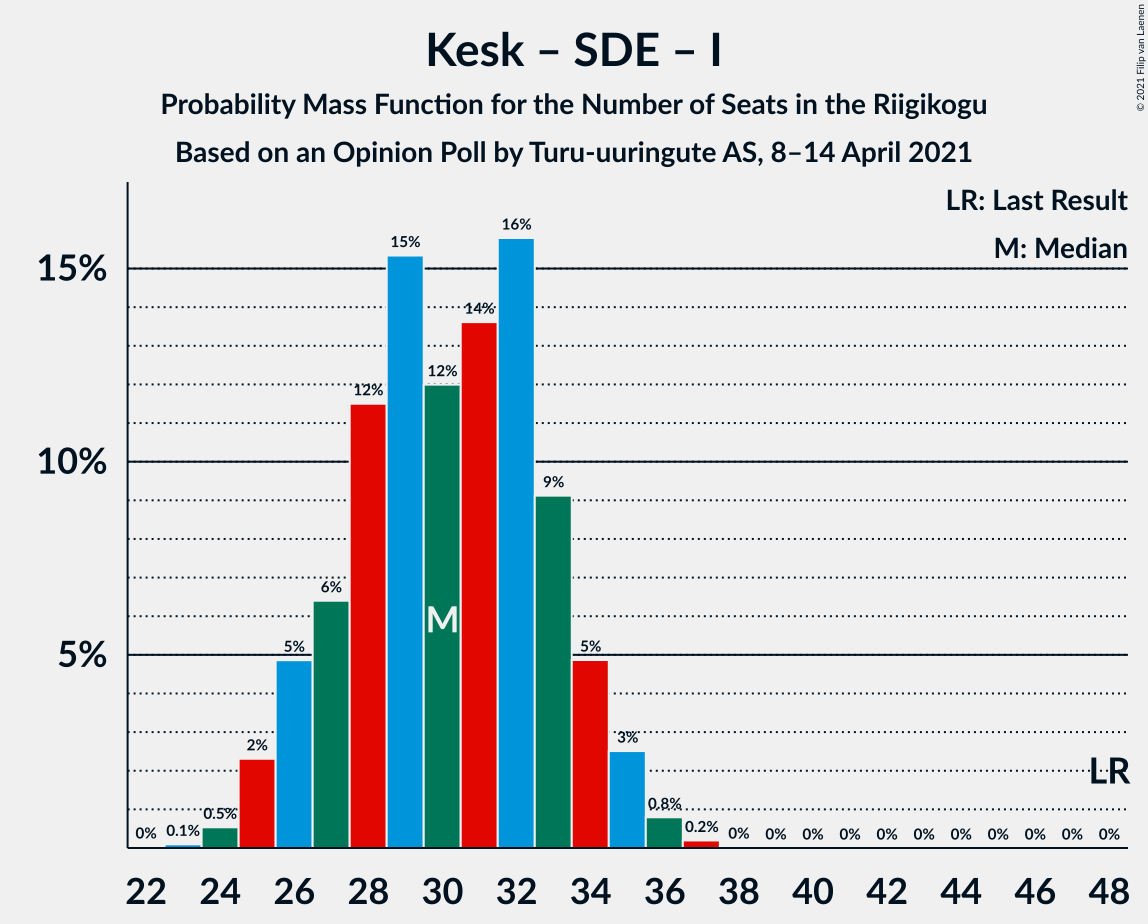 Kesk – SDE – I
Probability Mass Function for the Number of Seats in the Riigikogu
Based on an Opinion Poll by Turu-uuringute AS, 8–14 April 2021
© 2021 Filip van Laenen
LR: Last Result
M: Median
15%
10%
5%
0% 0.1% 0.5% 2% 5% 6% 12% 15% 12% 14% 16% 9% 5% 3% 0.8% 0.2% 0% 0% 0% 0% 0% 0% 0% 0% 0% 0% 0%
M
LR
22 24 26 28 30 32 34 36 38 40 42 44 46 48